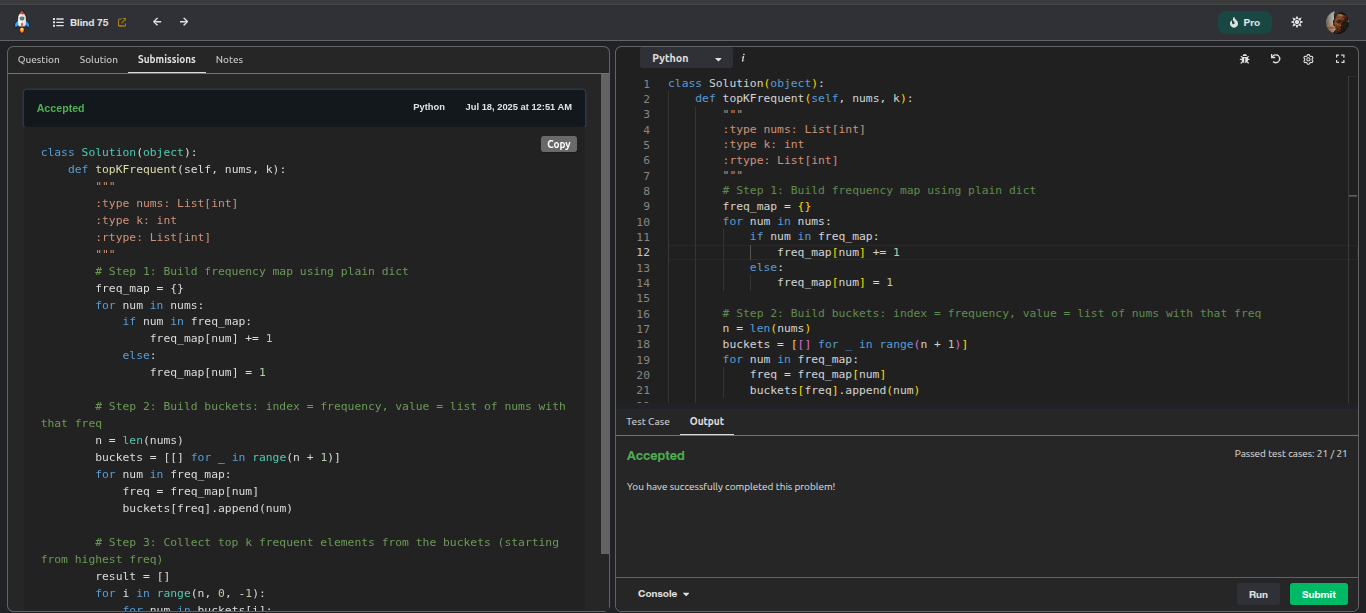 Blind 75
Pro
Question Solution Submissions Notes
Accepted Python Jul 18, 2025 at 12:51 AM
Copy
class Solution(object):
    def topKFrequent(self, nums, k):
        """
        :type nums: List[int]
        :type k: int
        :rtype: List[int]
        """
        # Step 1: Build frequency map using plain dict
        freq_map = {}
        for num in nums:
            if num in freq_map:
                freq_map[num] += 1
            else:
                freq_map[num] = 1
        # Step 2: Build buckets: index = frequency, value = list of nums with
that freq
        n = len(nums)
        buckets = [[] for _ in range(n + 1)]
        for num in freq_map:
            freq = freq_map[num]
            buckets[freq].append(num)
        # Step 3: Collect top k frequent elements from the buckets (starting
from highest freq)
        result = []
        for i in range(n, 0, -1):
            for num in buckets[i]:
Python i
1 class Solution(object):
2     def topKFrequent(self, nums, k):
3         """
4         :type nums: List[int]
5         :type k: int
6         :rtype: List[int]
7         """
8         # Step 1: Build frequency map using plain dict
9         freq_map = {}
10         for num in nums:
11             if num in freq_map:
12                 freq_map[num] += 1
13             else:
14                 freq_map[num] = 1
15
16         # Step 2: Build buckets: index = frequency, value = list of nums with that freq
17         n = len(nums)
18         buckets = [[] for _ in range(n + 1)]
19         for num in freq_map:
20             freq = freq_map[num]
21             buckets[freq].append(num)
Test Case Output
Accepted Passed test cases: 21 / 21
You have successfully completed this problem!
Console Run Submit